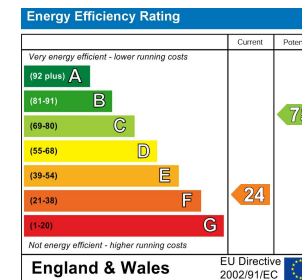 Energy Efficiency Rating
Current
Very energy efficient - lower running costs
(92 plus) A
(81-91) B
(69-80) C
(55-68) D
(39-54) E
(21-38) F
24
(1-20) G
Not energy efficient - higher running costs
England & Wales
EU Directive
2002/91/EC